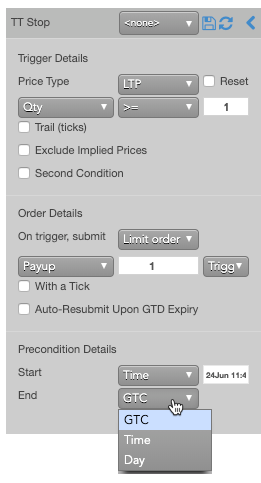 TT Stop <none>
Trigger Details
Price Type LTP Reset
Qty >= 1
Trail (ticks)
Exclude Implied Prices
Second Condition
Order Details
On trigger, submit Limit order
Payup 1 Trigg
With a Tick
Auto-Resubmit Upon GTD Expiry
Precondition Details
Start Time 24Jun 11:4
End GTC
GTC
Time
Day